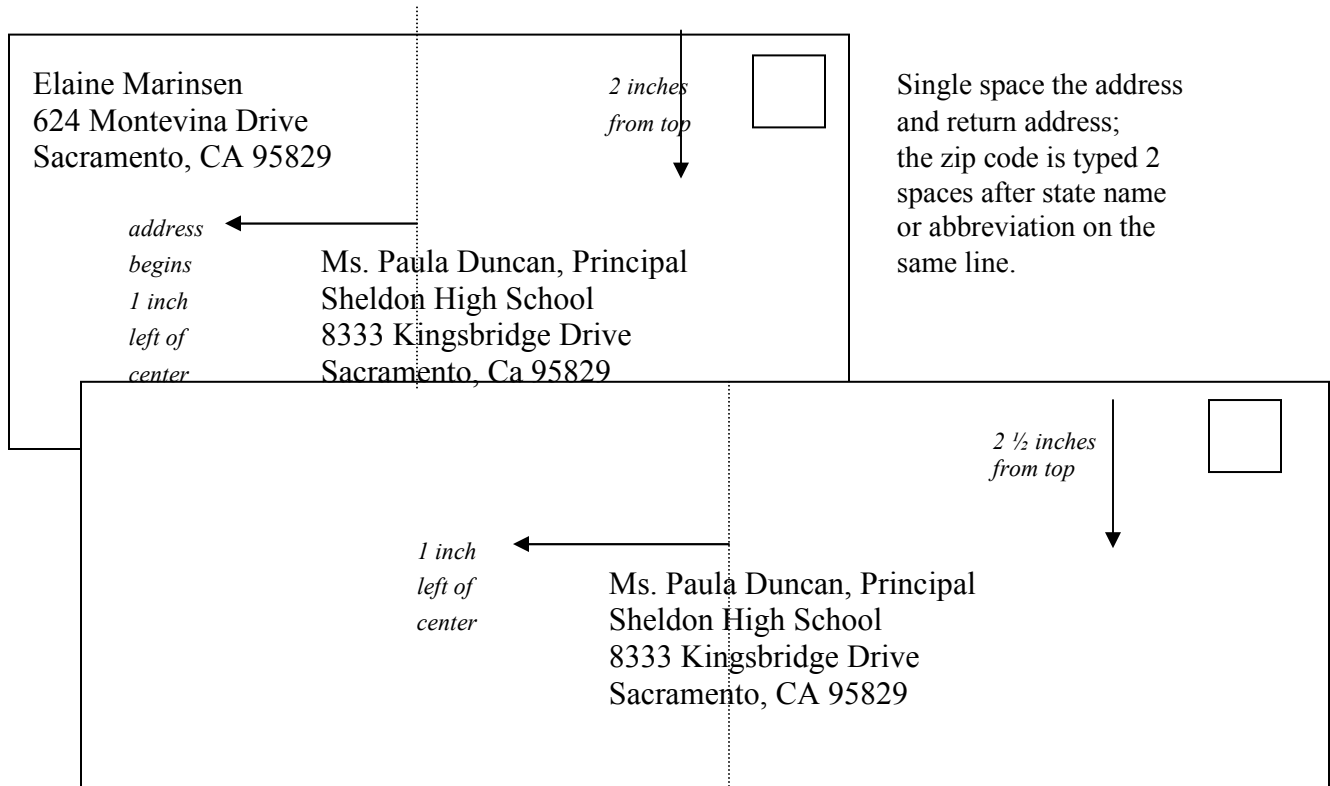 Elaine Marinsen
624 Montevina Drive
Sacramento, CA 95829
2 inches
from top
Single space the address
and return address;
the zip code is typed 2
spaces after state name
or abbreviation on the
same line.
address
begins
1 inch
left of
center
Ms. Paula Duncan, Principal
Sheldon High School
8333 Kingsbridge Drive
Sacramento, Ca 95829
2 ½ inches
from top
1 inch
left of
center
Ms. Paula Duncan, Principal
Sheldon High School
8333 Kingsbridge Drive
Sacramento, CA 95829